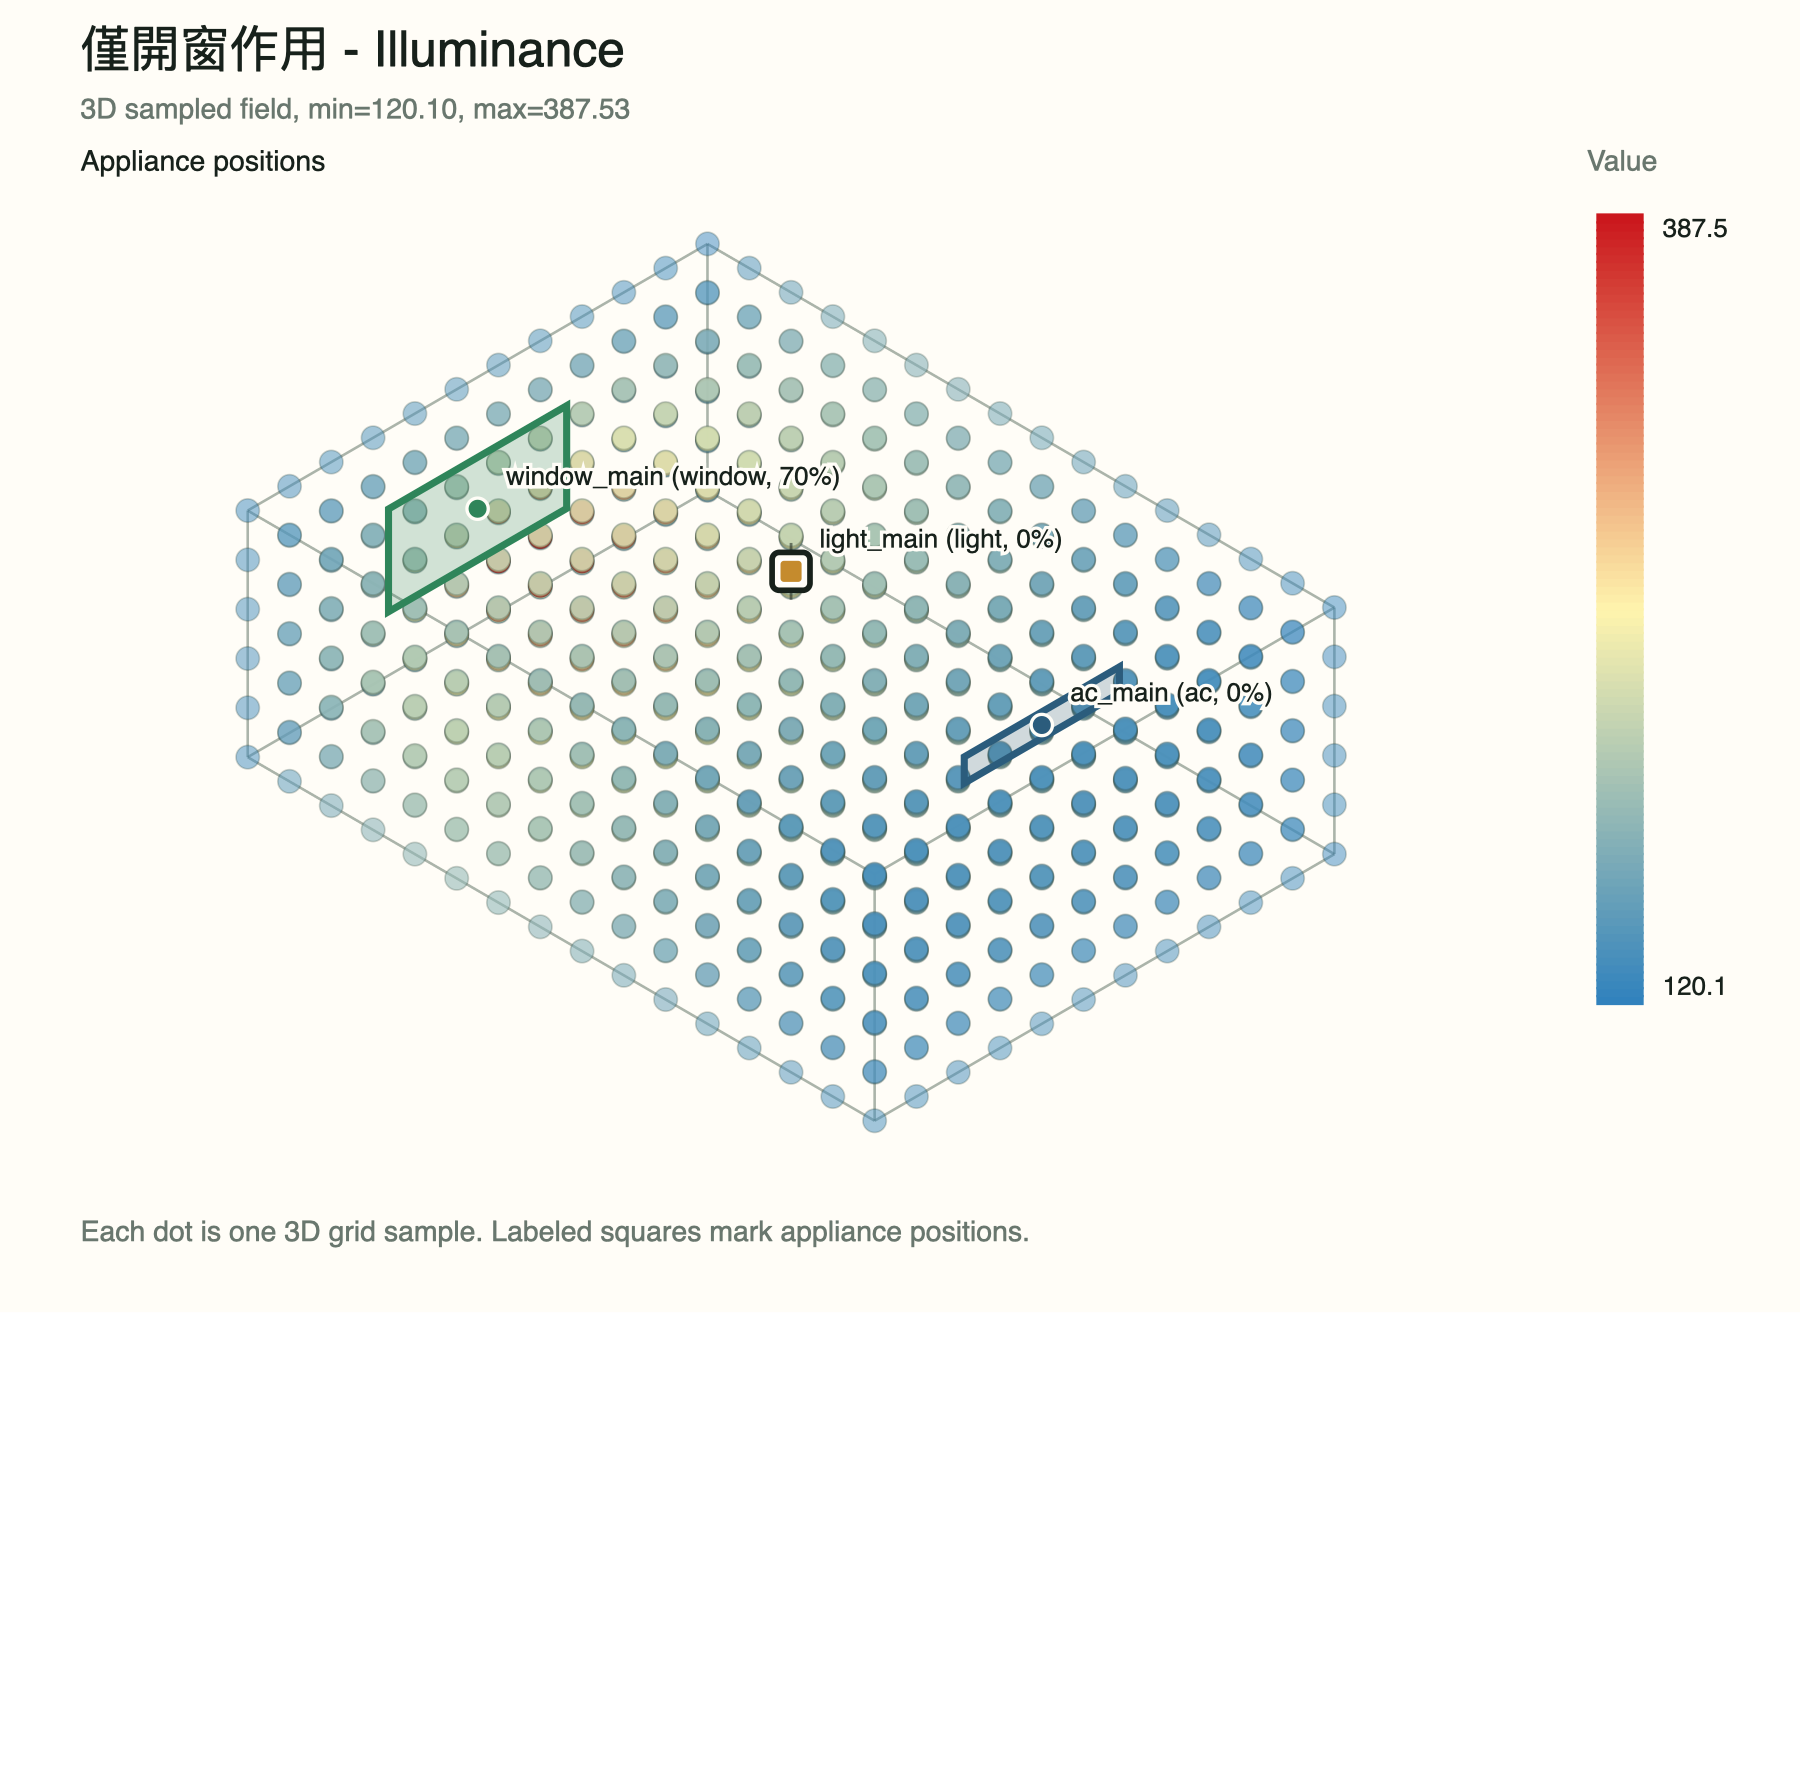 僅開窗作用 - Illuminance
3D sampled field, min=120.10, max=387.53
Appliance positions
Value
387.5
window_main (window, 70%)
light_main (light, 0%)
ac_main (ac, 0%)
120.1
Each dot is one 3D grid sample. Labeled squares mark appliance positions.